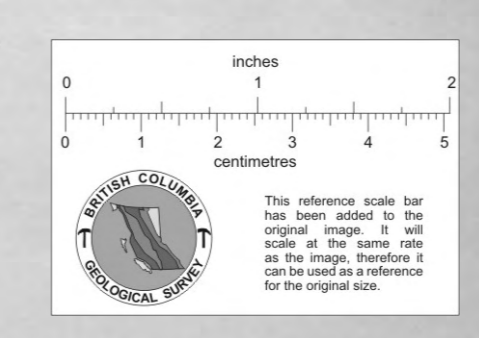 inches
0 1 2
0 1 2 3 4 5
centimetres
BRITISH COLUMBIA
GEOLOGICAL SURVEY
This reference scale bar
has been added to the
original image. It will
scale at the same rate
as the image, therefore it
can be used as a reference
for the original size.